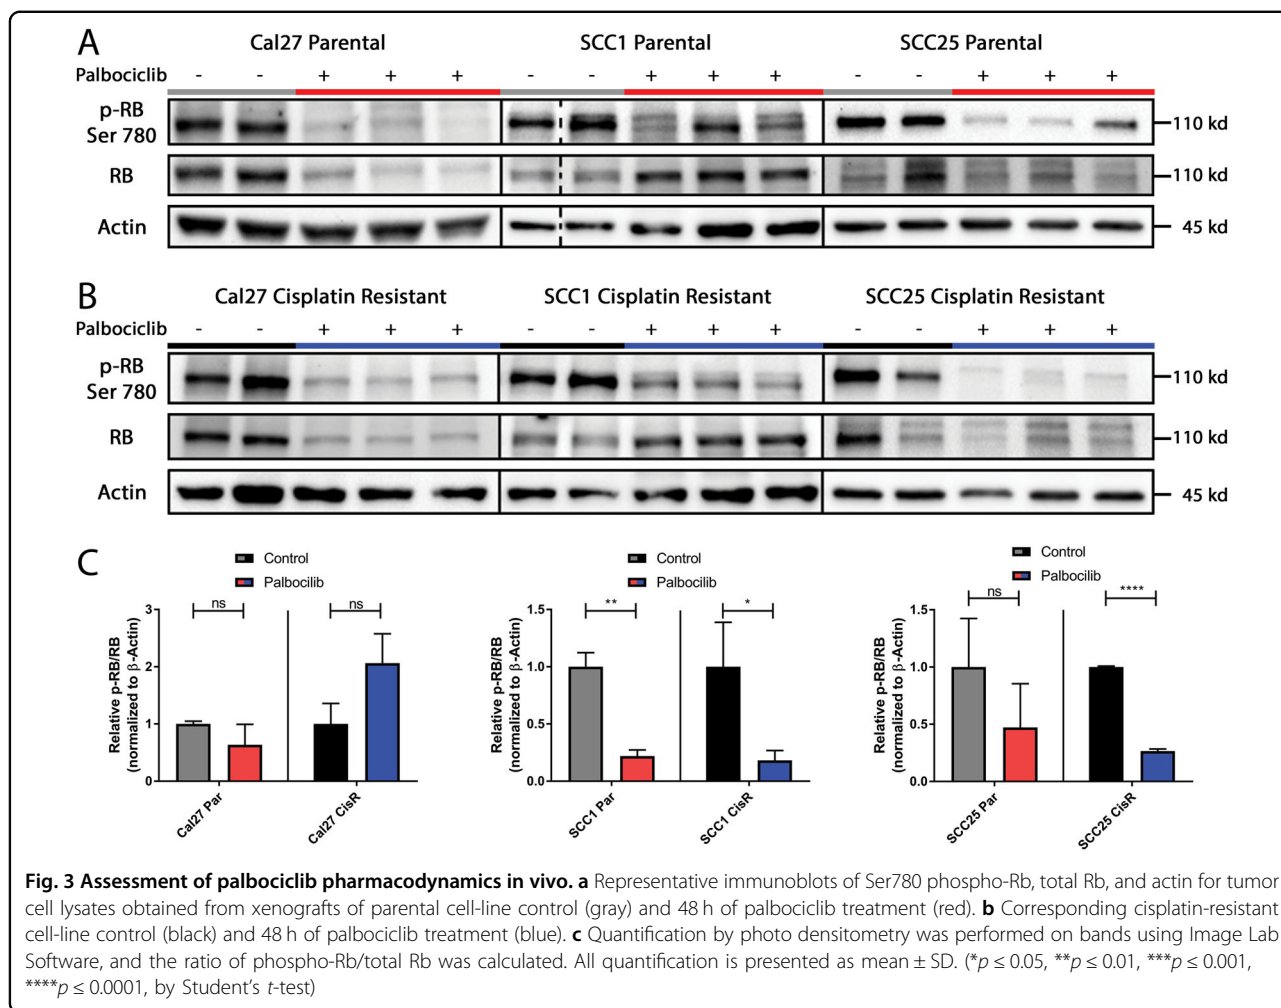 A
Cal27 Parental SCC1 Parental SCC25 Parental
Palbociclib - - + + + - - + + + - - + + +
p-RB
Ser 780
110 kd
RB
110 kd
Actin
45 kd
B
Cal27 Cisplatin Resistant SCC1 Cisplatin Resistant SCC25 Cisplatin Resistant
Palbociclib - - + + + - - + + + - - + + +
p-RB
Ser 780
110 kd
RB
110 kd
Actin
45 kd
C
Control
Palbocilib
ns ns
Relative p-RB/RB
(normalized to β-Actin)
3
2
1
0
Cal27 Par
Cal27 CisR
Control
Palbocilib
** *
Relative p-RB/RB
(normalized to β-Actin)
1.5
1.0
0.5
0.0
SCC1 Par
SCC1 CisR
Control
Palbocilib
ns ****
Relative p-RB/RB
(normalized to β-Actin)
1.5
1.0
0.5
0.0
SCC25 Par
SCC25 CisR
Fig. 3 Assessment of palbociclib pharmacodynamics in vivo. a Representative immunoblots of Ser780 phospho-Rb, total Rb, and actin for tumor
cell lysates obtained from xenografts of parental cell-line control (gray) and 48 h of palbociclib treatment (red). b Corresponding cisplatin-resistant
cell-line control (black) and 48 h of palbociclib treatment (blue). c Quantification by photo densitometry was performed on bands using Image Lab
Software, and the ratio of phospho-Rb/total Rb was calculated. All quantification is presented as mean ± SD. (*p ≤ 0.05, **p ≤ 0.01, ***p ≤ 0.001,
****p ≤ 0.0001, by Student's t-test)